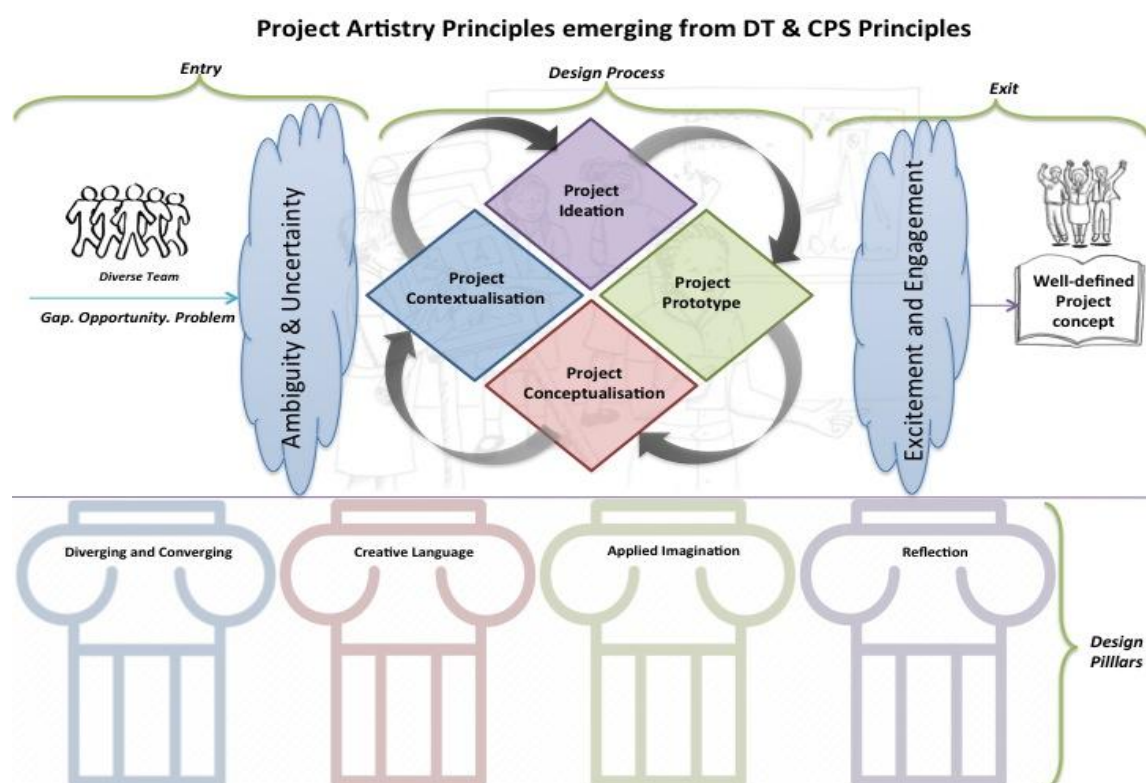 Project Artistry Principles emerging from DT & CPS Principles
Entry
Design Process
Exit
Diverse Team
Gap. Opportunity. Problem
Ambiguity & Uncertainty
Project
Ideation
Project
Contextualisation
Project
Prototype
Project
Conceptualisation
Excitement and Engagement
Well-defined
Project
concept
Diverging and Converging
Creative Language
Applied Imagination
Reflection
Design
Pilllars